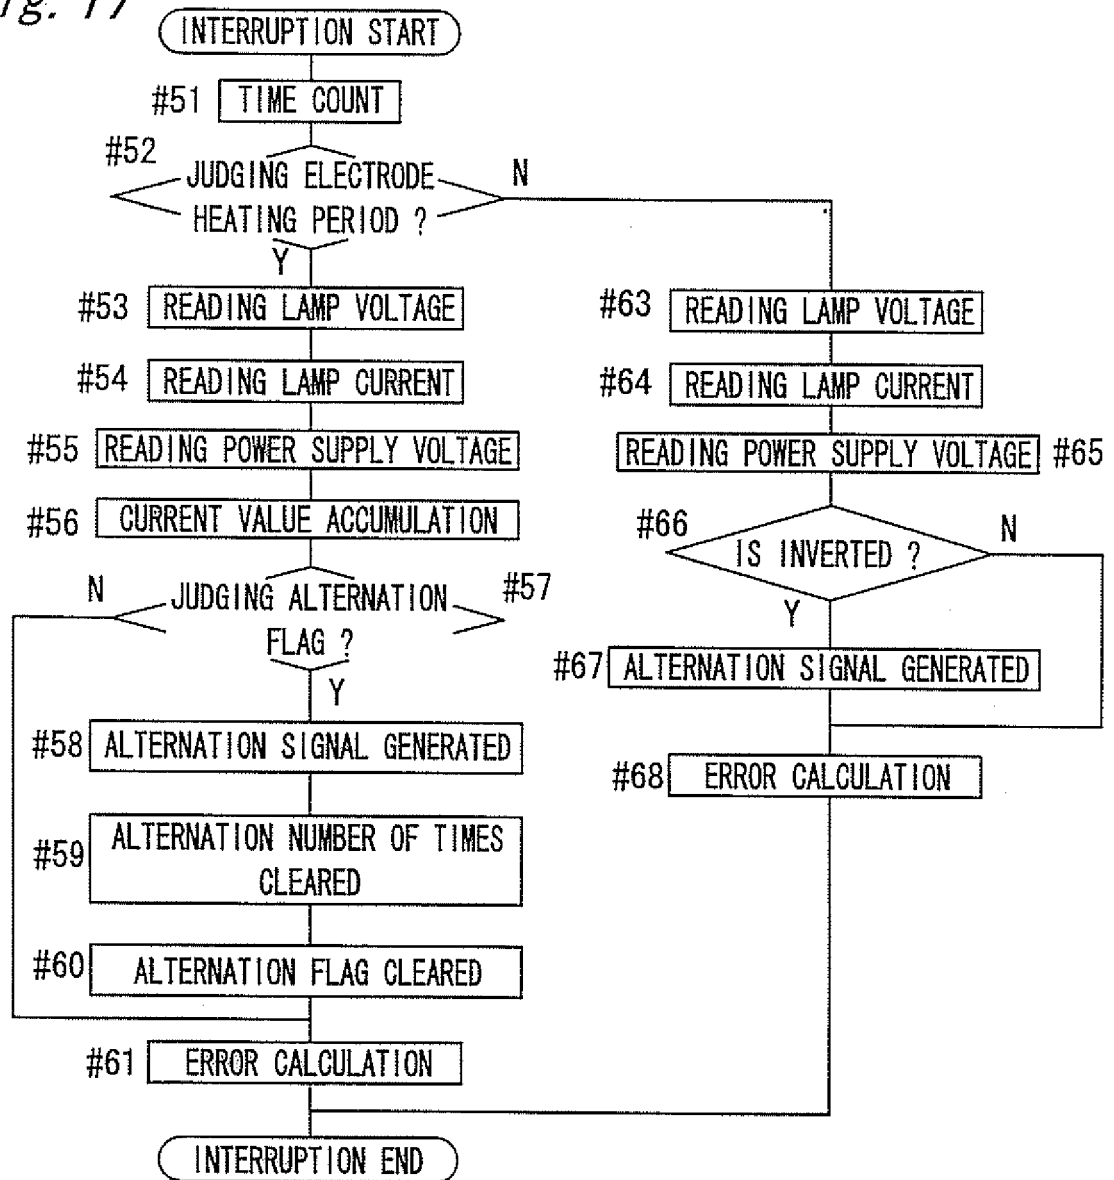 rg. 17
INTERRUPTION START
#51 TIME COUNT
#52
JUDGING ELECTRODE
HEATING PERIOD ?
N
Y
#53 READING LAMP VOLTAGE
#54 READING LAMP CURRENT
#55 READING POWER SUPPLY VOLTAGE
#56 CURRENT VALUE ACCUMULATION
N
JUDGING ALTERNATION
FLAG ?
#57
Y
#58 ALTERNATION SIGNAL GENERATED
#59 ALTERNATION NUMBER OF TIMES
CLEARED
#60 ALTERNATION FLAG CLEARED
#61 ERROR CALCULATION
#63 READING LAMP VOLTAGE
#64 READING LAMP CURRENT
READING POWER SUPPLY VOLTAGE #65
#66
IS INVERTED ?
N
Y
#67 ALTERNATION SIGNAL GENERATED
#68 ERROR CALCULATION
INTERRUPTION END